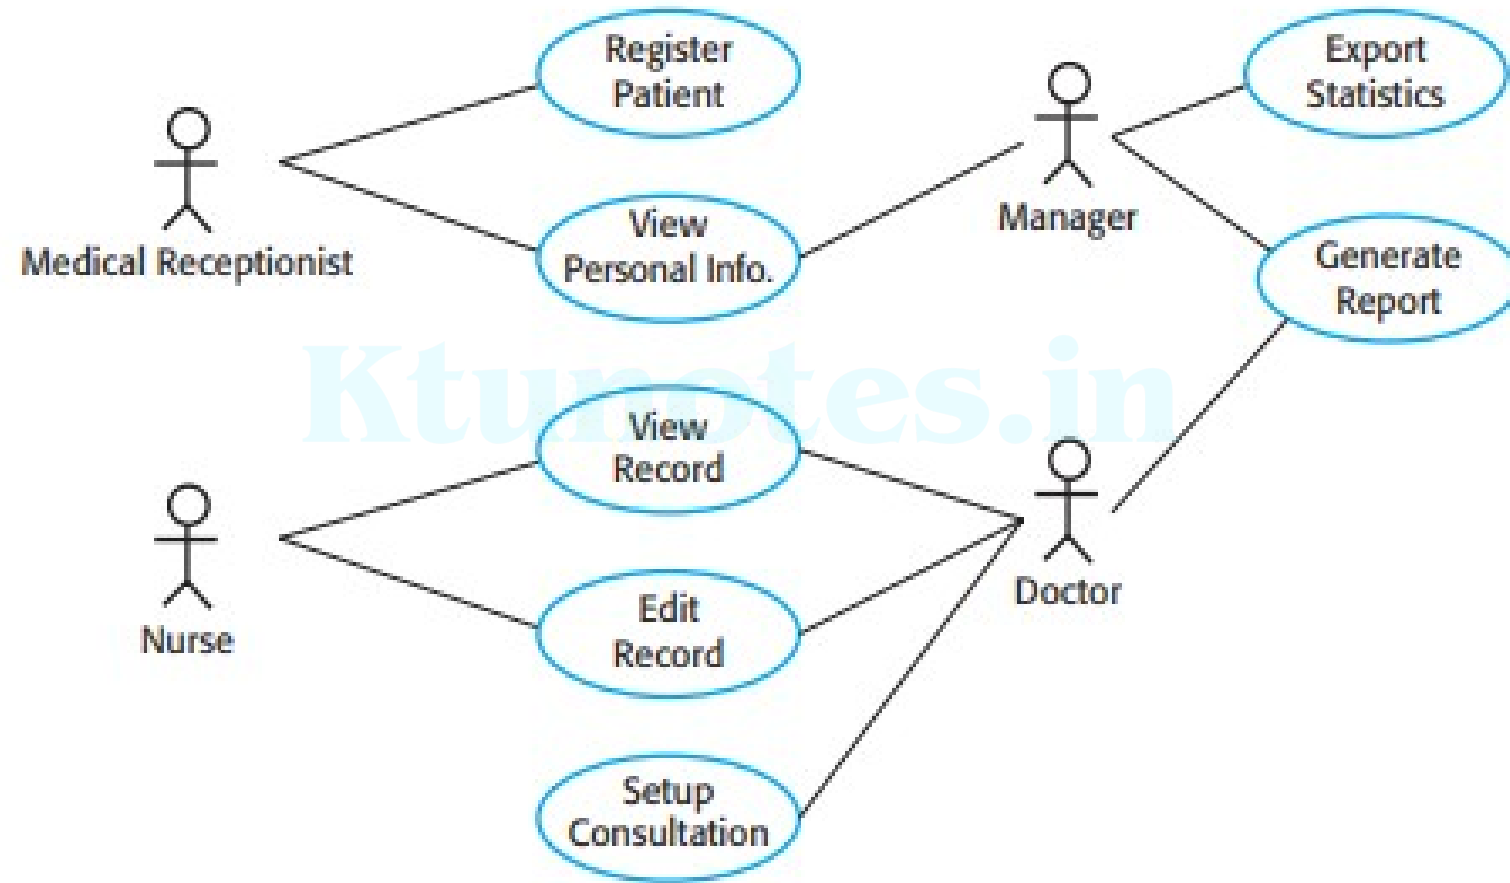 Register
Patient
Export
Statistics
Medical Receptionist
View
Personal Info.
Manager
Generate
Report
Ktunotes.in
View
Record
Nurse
Edit
Record
Doctor
Setup
Consultation